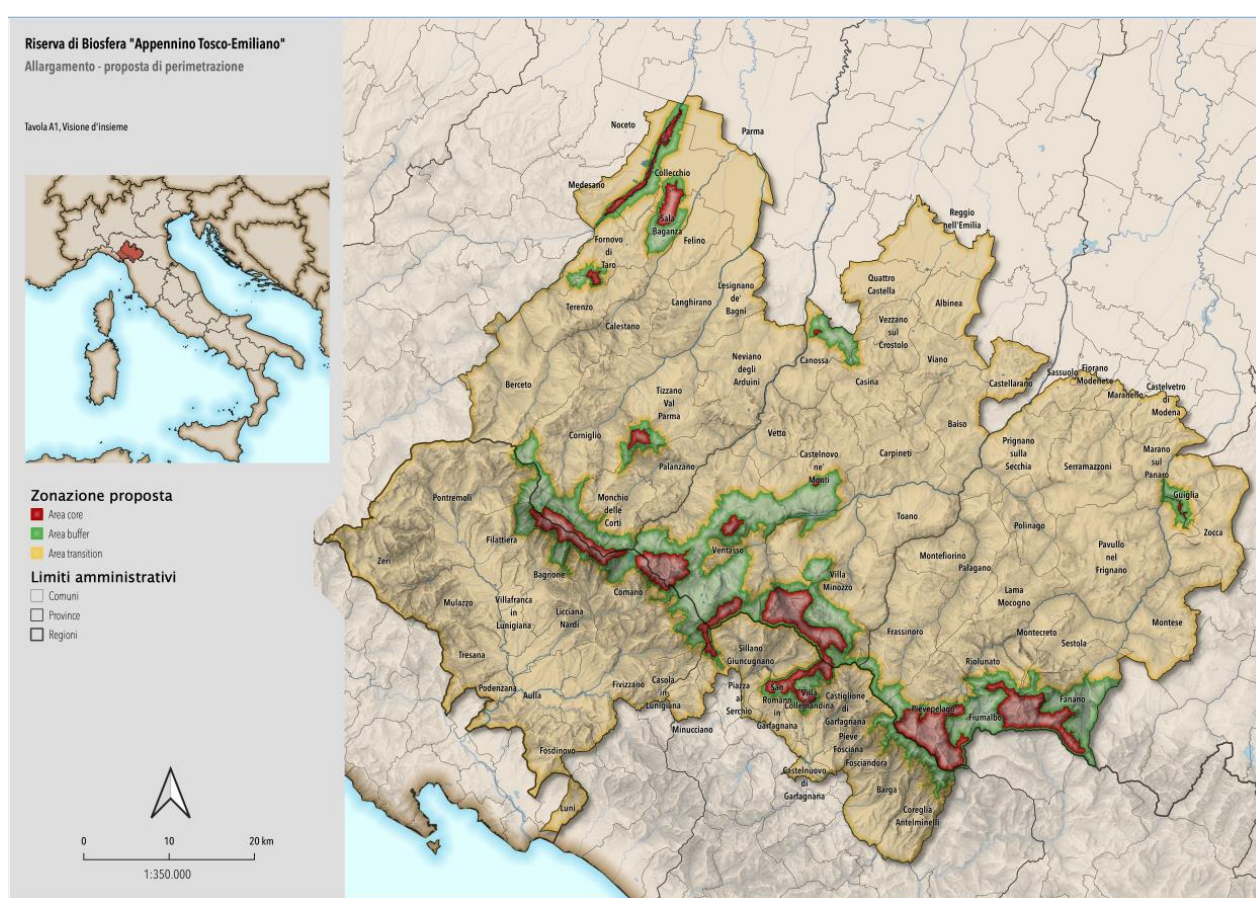 Riserva di Biosfera "Appennino Tosco-Emiliano"
Allargamento - proposta di perimetrazione
Tavola A1, Visione d'insieme
Zonazione proposta
Area core
Area buffer
Area transition
Limiti amministrativi
Comuni
Province
Regioni
0 10 20 km
1:350.000
Noceto
Parma
Collecchio
Medesano
Sala
Baganza
Felino
Fornovo
di
Taro
Terenzo
Langhirano
Lesignano
de'
Bagni
Calestano
Reggio
nell'Emilia
Quattro
Castella
Albinea
Vezzano
sul
Crostolo
Canossa
Casina
Viano
Neviano
degli
Arduini
Berceto
Tizzano
Val
Parma
Castellarano
Sassuolo
Fiorano
Modenese
Maranello
Castelvetro
di
Modena
Baiso
Corniglio
Vetto
Palanzano
Castelnovo
ne'
Monti
Carpineti
Prignano
sulla
Secchia
Serramazzoni
Marano
sul
Panaro
Guiglia
Zocca
Pontremoli
Monchio
delle
Corti
Toano
Polinago
Filattiera
Ventasso
Montefiorino
Palagano
Pavullo
nel
Frignano
Zeri
Bagnone
Comano
Villa
Minozzo
Mulazzo
Villafranca
in
Lunigiana
Licciana
Nardi
Lama
Mocogno
Montese
Frassinoro
Montecreto
Sestola
Tresana
Sillano
Giuncugnano
Riolunato
Podenzana
Aulla
Fivizzano
Casola
in
Lunigiana
Piazza
al
Serchio
San
Romano
in
Garfagnana
Villa
Collemandina
Castiglione
di
Garfagnana
Pievepelago
Fiumalbo
Fanano
Minucciano
Pieve
Fosciana
Fosciandora
Fosdinovo
Castelnuovo
di
Garfagnana
Barga
Luni
Coreglia
Antelminelli